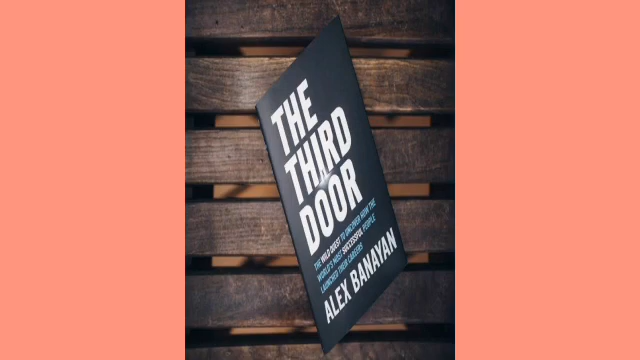 THE
THIRD
DOOR
THE WILD QUEST TO UNCOVER HOW THE
WORLD'S MOST SUCCESSFUL PEOPLE
LAUNCHED THEIR CAREERS
ALEX BANAYAN